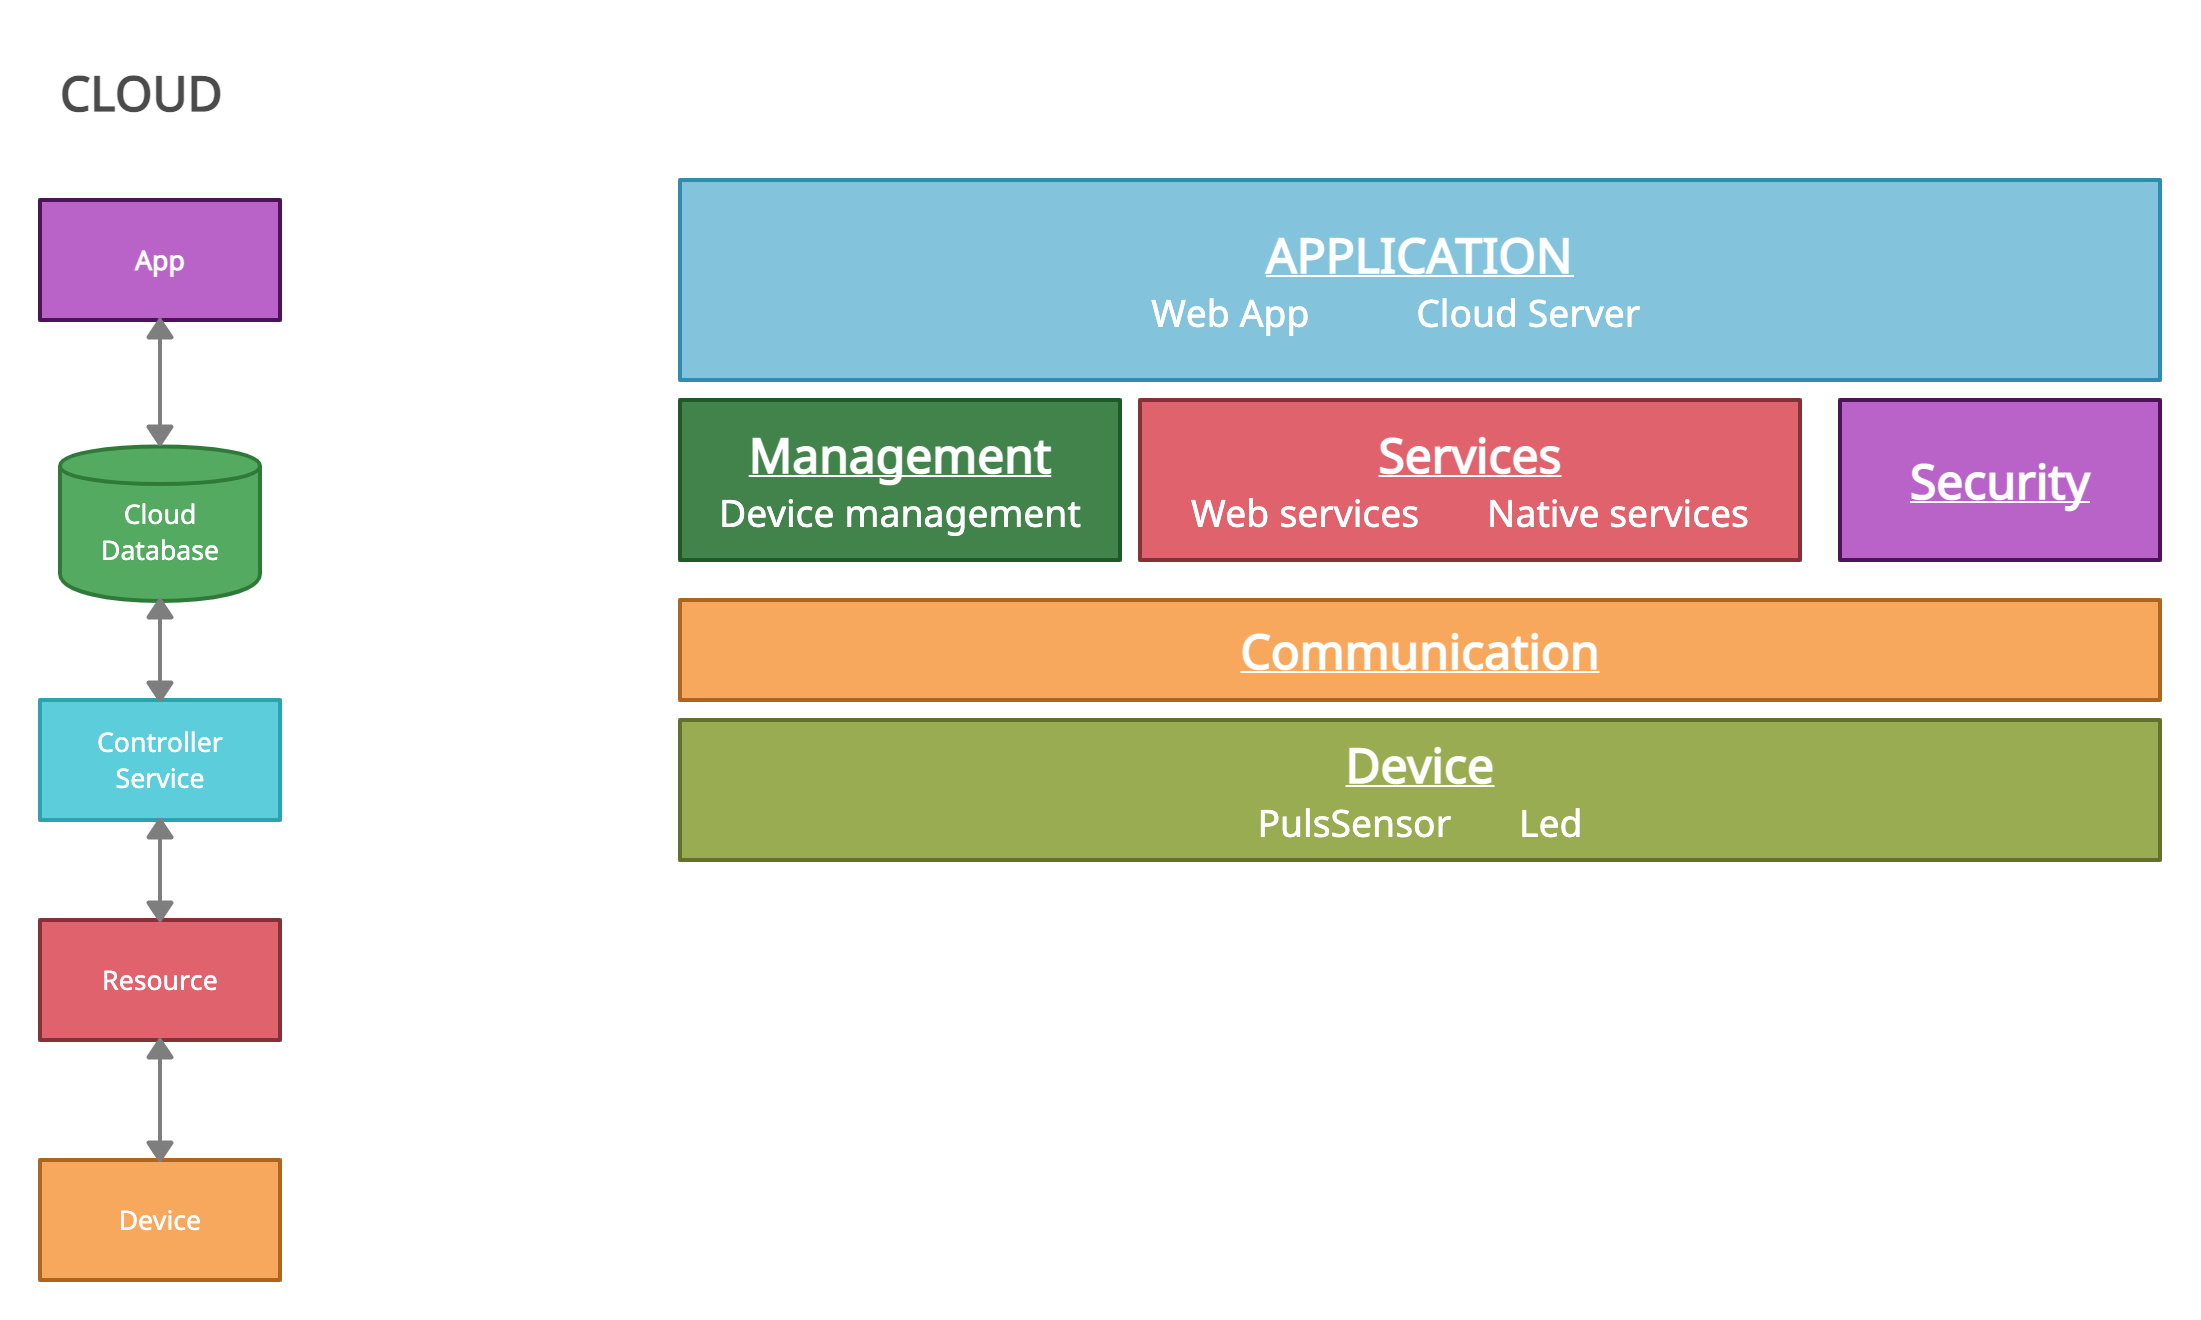 CLOUD
App
Cloud
Database
Controller
Service
Resource
Device
APPLICATION
Web App Cloud Server
Management
Device management
Services
Web services Native services
Security
Communication
Device
PulsSensor Led